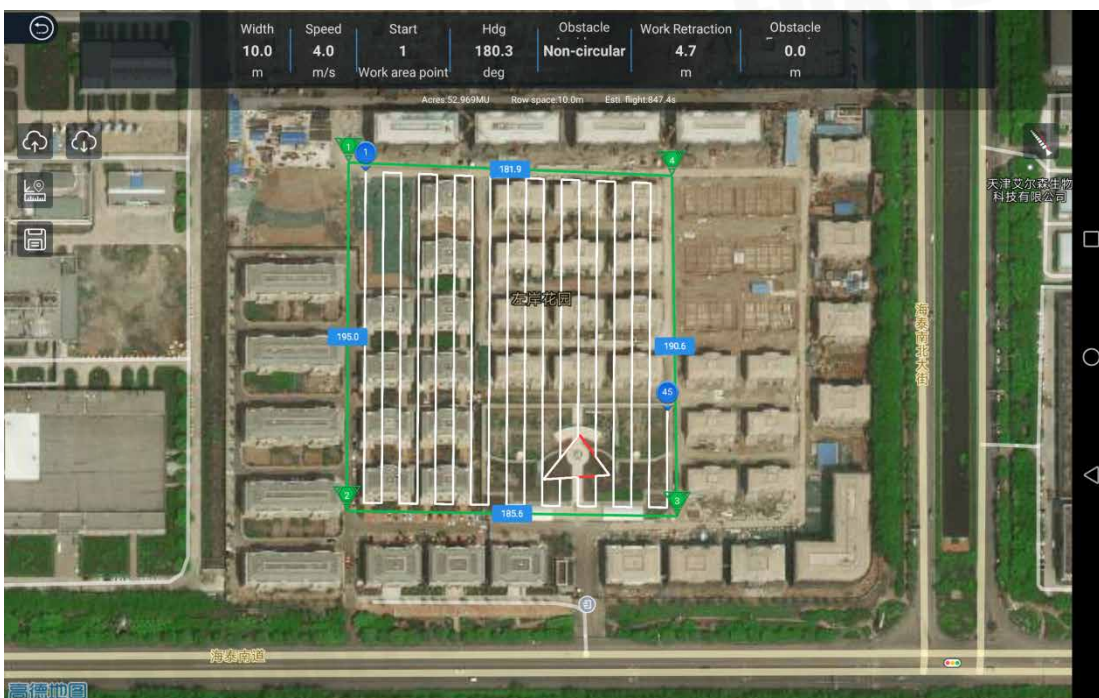 Width
Speed
Start
Hdg
Obstacle
Work Retraction
Obstacle
10.0
4.0
1
180.3
Non-circular
4.7
0.0
m
m/s
Work area point
deg
m
m
Acres:52.969MU Row space:10.0m Esti. flight:847.4s
1
1
181.9
4
天津艾尔森生物
科技有限公司
左岸花园
195.0
190.6
海泰南北大街
45
2
3
185.6
海泰南道
高德地图